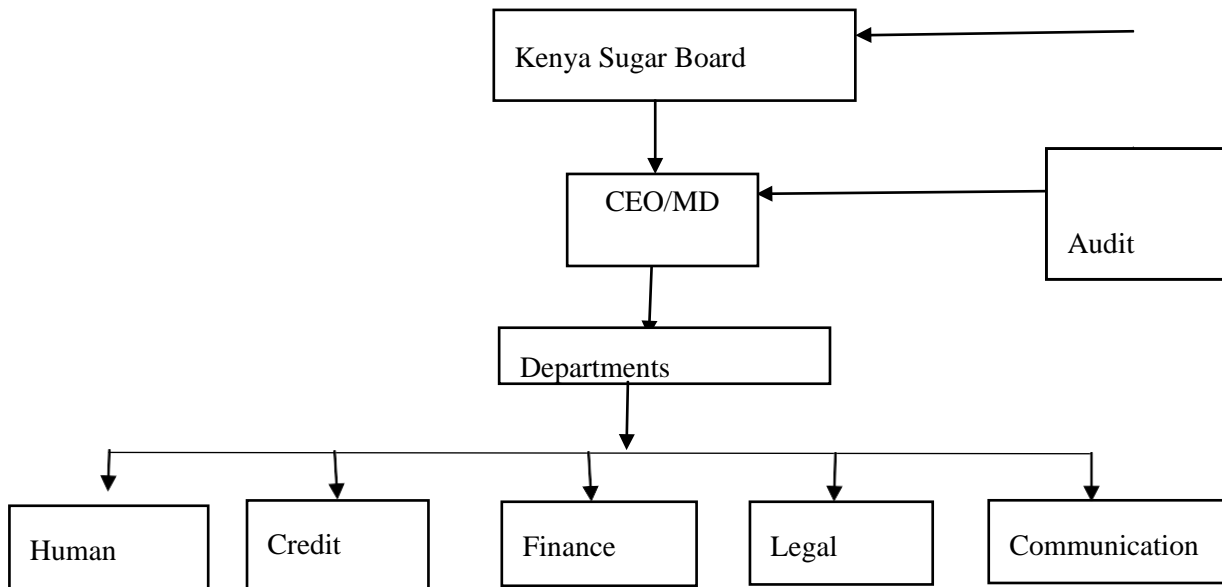 Kenya Sugar Board
CEO/MD
Audit
Departments
Human
Credit
Finance
Legal
Communication